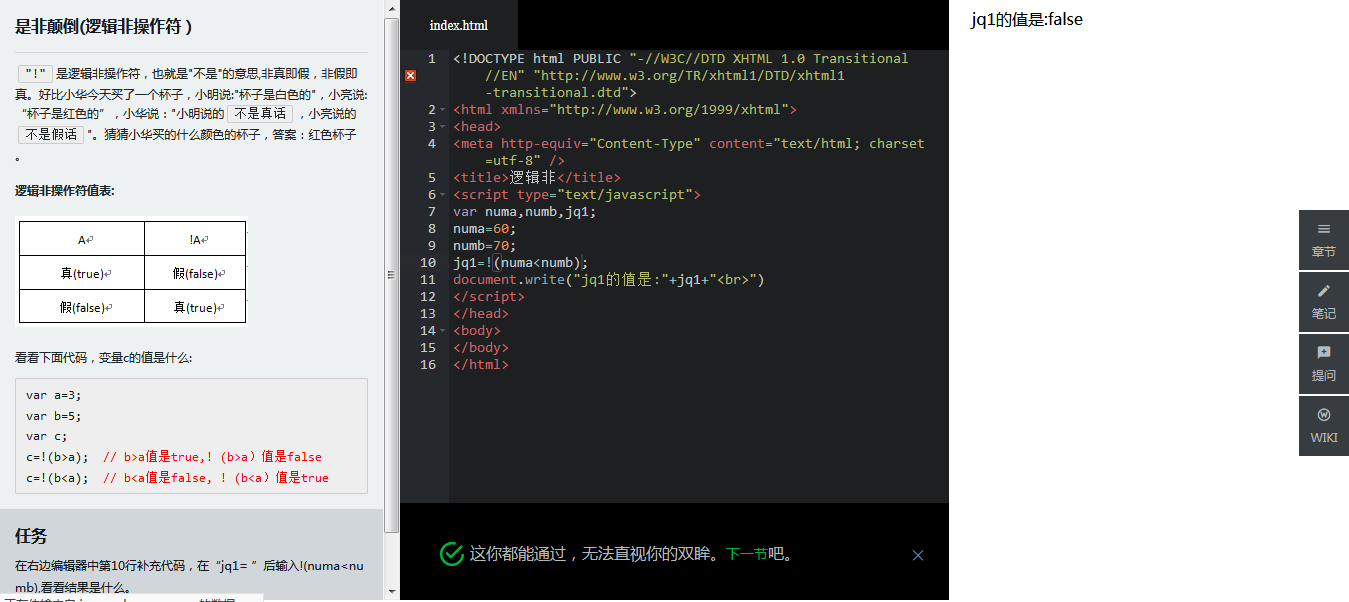 是非颠倒(逻辑非操作符)
"!" 是逻辑非操作符，也就是"不是"的意思,非真即假，非假即
真。好比小华今天买了一个杯子，小明说:"杯子是白色的"，小亮说:
“杯子是红色的”，小华说："小明说的 不是真话 ，小亮说的
不是假话 "。猜猜小华买的什么颜色的杯子，答案：红色杯子
。
逻辑非操作符值表:
A !A
真(true) 假(false)
假(false) 真(true)
看看下面代码，变量c的值是什么:
var a=3;
var b=5;
var c;
c=!(b>a); // b>a值是true,! (b>a）值是false
c=!(b<a); // b<a值是false, ! (b<a）值是true
任务
在右边编辑器中第10行补充代码，在“jq1= ”后输入!(numa<nu
mb),看看结果是什么。
index.html
1 <!DOCTYPE html PUBLIC "-//W3C//DTD XHTML 1.0 Transitional
//EN" "http://www.w3.org/TR/xhtml1/DTD/xhtml1
-transitional.dtd">
2 <html xmlns="http://www.w3.org/1999/xhtml">
3 <head>
4 <meta http-equiv="Content-Type" content="text/html; charset
=utf-8" />
5 <title>逻辑非</title>
6 <script type="text/javascript">
7 var numa,numb,jq1;
8 numa=60;
9 numb=70;
10 jq1=!(numa<numb);
11 document.write("jq1的值是:"+jq1+"<br>")
12 </script>
13 </head>
14 <body>
15 </body>
16 </html>
这你都能通过，无法直视你的双眸。下一节吧。
jq1的值是:false
章节
笔记
提问
WIKI